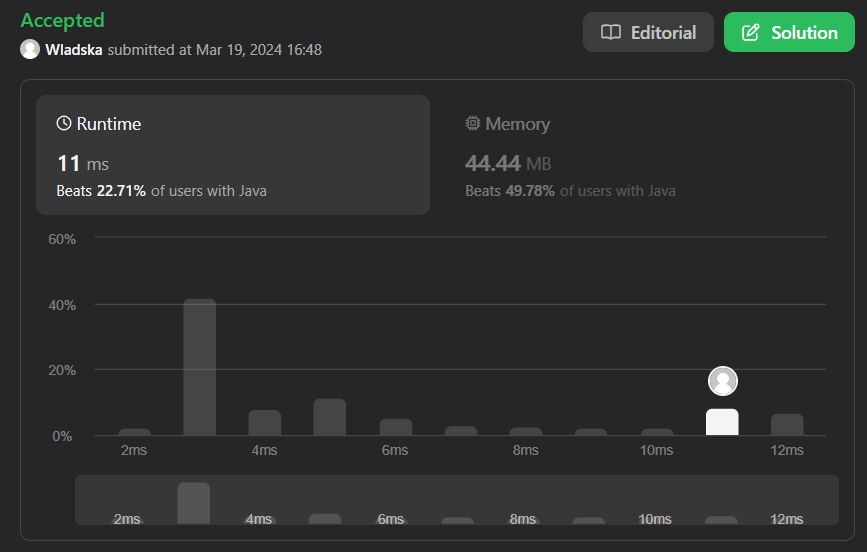 Accepted
Wladska submitted at Mar 19, 2024 16:48
Editorial
Solution
Runtime
11 ms
Beats 22.71% of users with Java
Memory
44.44 MB
Beats 49.78% of users with Java
60%
40%
20%
0%
2ms 4ms 6ms 8ms 10ms 12ms
2ms 4ms 6ms 8ms 10ms 12ms